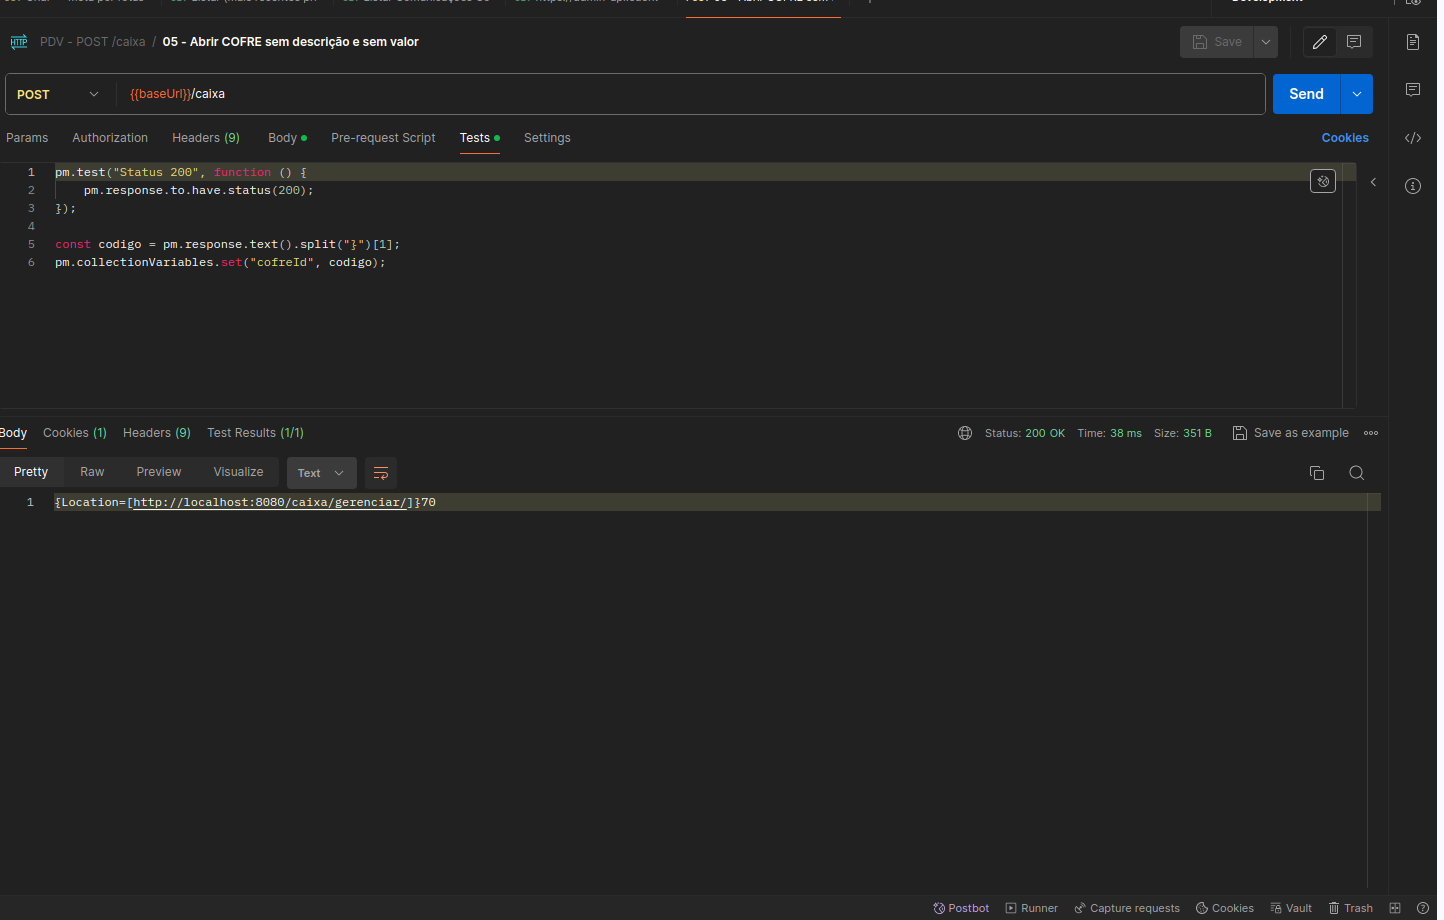 PDV - POST /caixa / 05 - Abrir COFRE sem descrição e sem valor
Save
POST {{baseUrl}}/caixa
Send
Params Authorization Headers (9) Body Pre-request Script Tests Settings
Cookies
1 pm.test("Status 200", function () {
2 pm.response.to.have.status(200);
3 });
4
5 const codigo = pm.response.text().split("}")[1];
6 pm.collectionVariables.set("cofreId", codigo);
Body Cookies (1) Headers (9) Test Results (1/1)
Status: 200 OK Time: 38 ms Size: 351 B Save as example
Pretty Raw Preview Visualize Text
1 {Location=[http://localhost:8080/caixa/gerenciar/]}70
Postbot Runner Capture requests Cookies Vault Trash